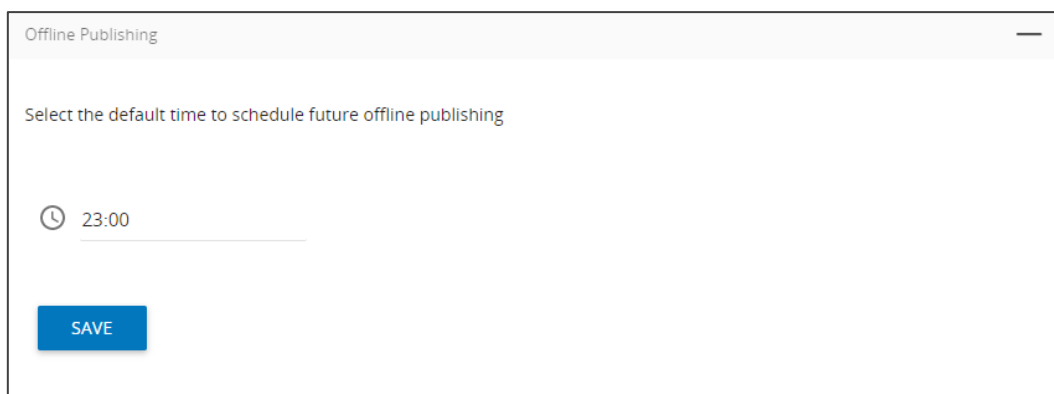 Offline Publishing
Select the default time to schedule future offline publishing
23:00
SAVE